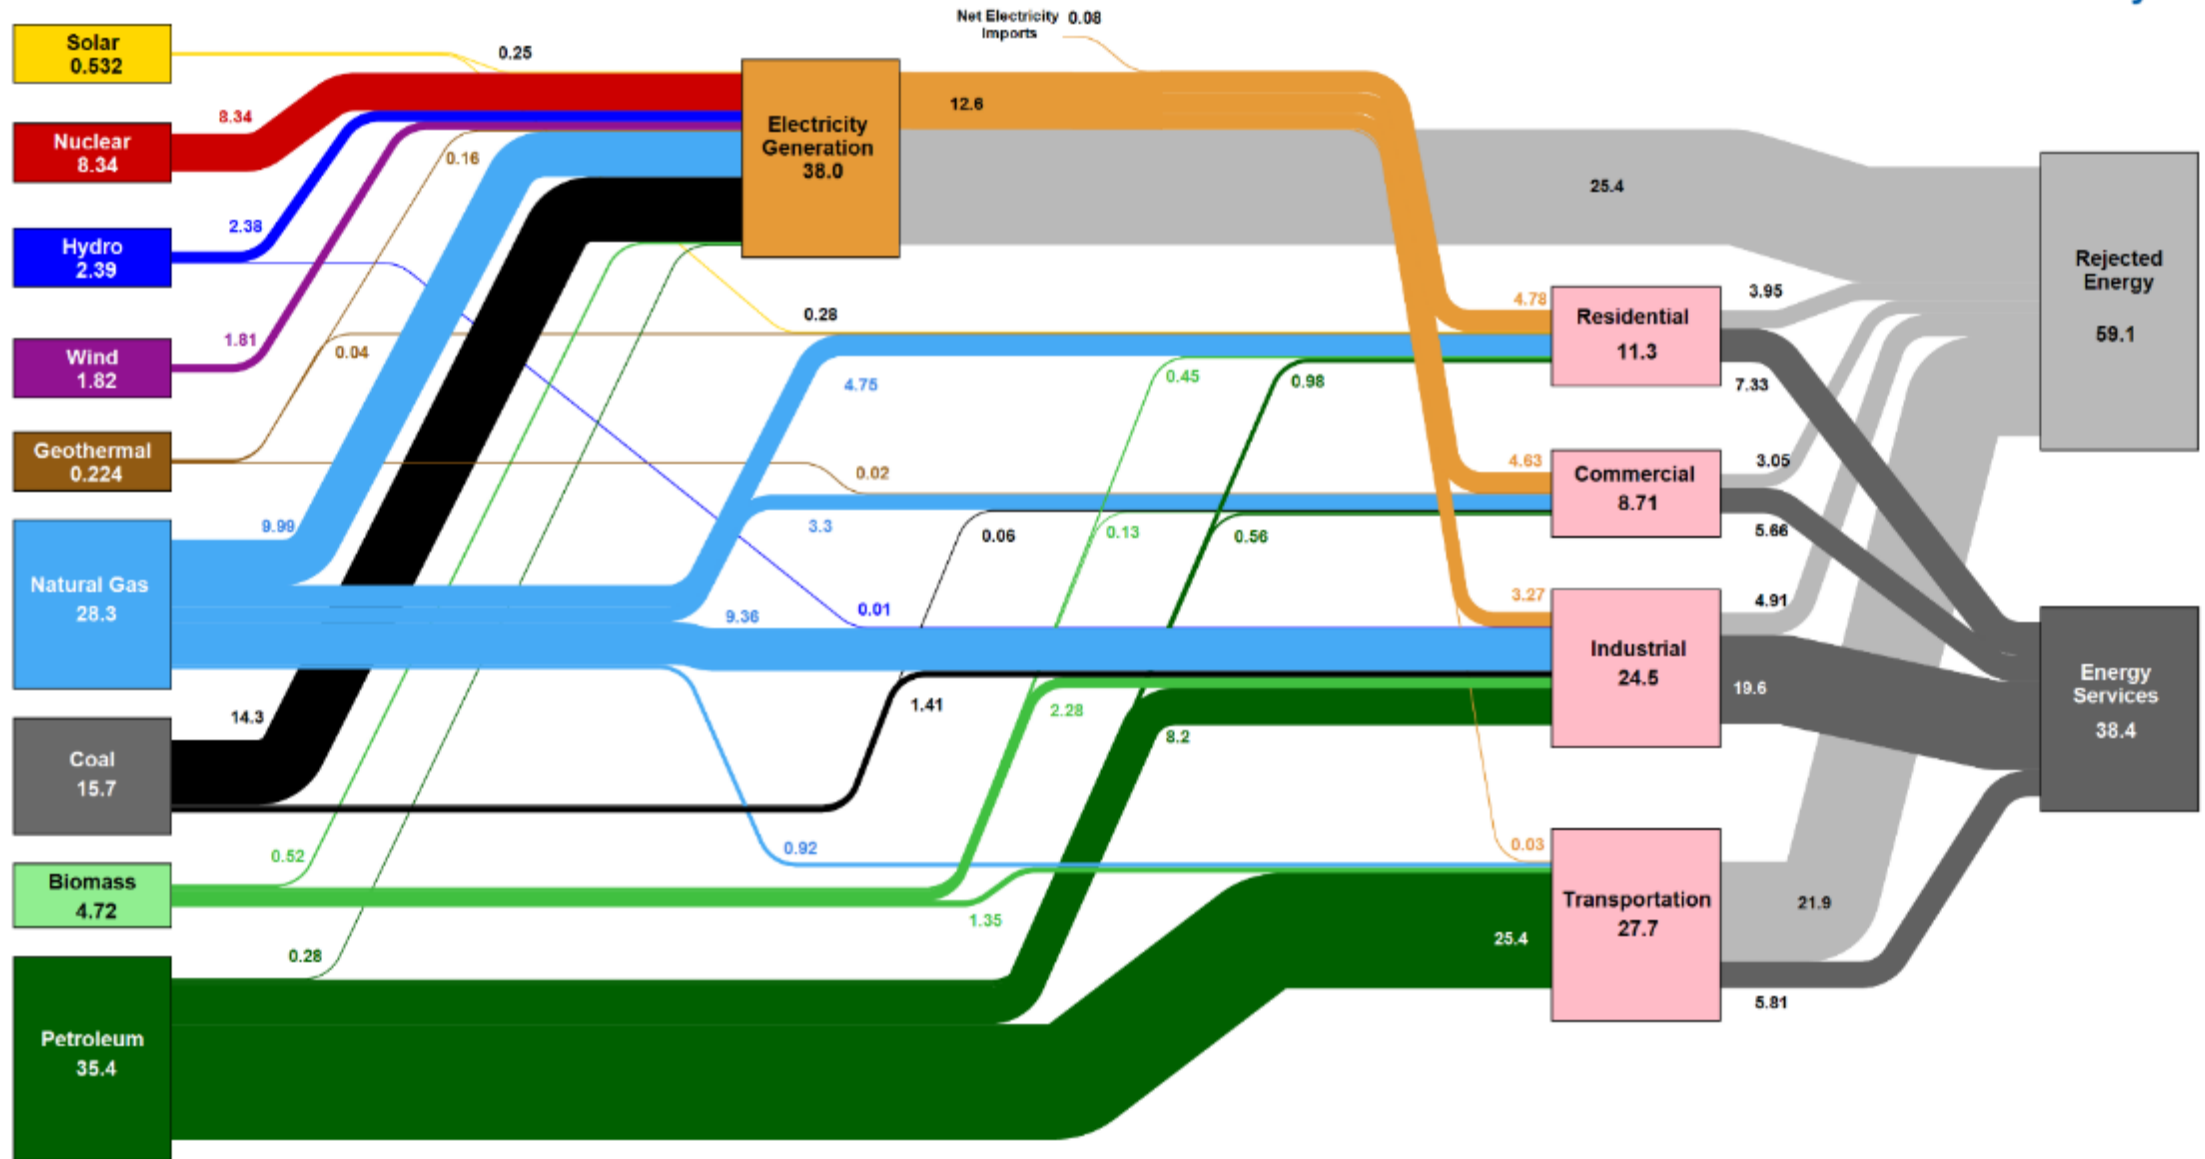 Net Electricity 0.08
Imports
Solar
0.532
0.25
Nuclear
8.34
8.34
12.6
Electricity
Generation
38.0
0.16
25.4
Hydro
2.39
2.38
Rejected
Energy
59.1
Wind
1.82
1.81
0.04
0.28
4.78
Residential
11.3
3.95
7.33
4.75
0.45
0.98
Geothermal
0.224
0.02
4.63
Commercial
8.71
3.05
5.66
Natural Gas
28.3
9.99
3.3
0.06
0.13
0.56
9.36
0.01
3.27
Industrial
24.5
4.91
19.6
Energy
Services
38.4
Coal
15.7
14.3
1.41
2.28
8.2
Biomass
4.72
0.52
0.92
1.35
0.03
Transportation
27.7
21.9
5.81
Petroleum
35.4
0.28
25.4